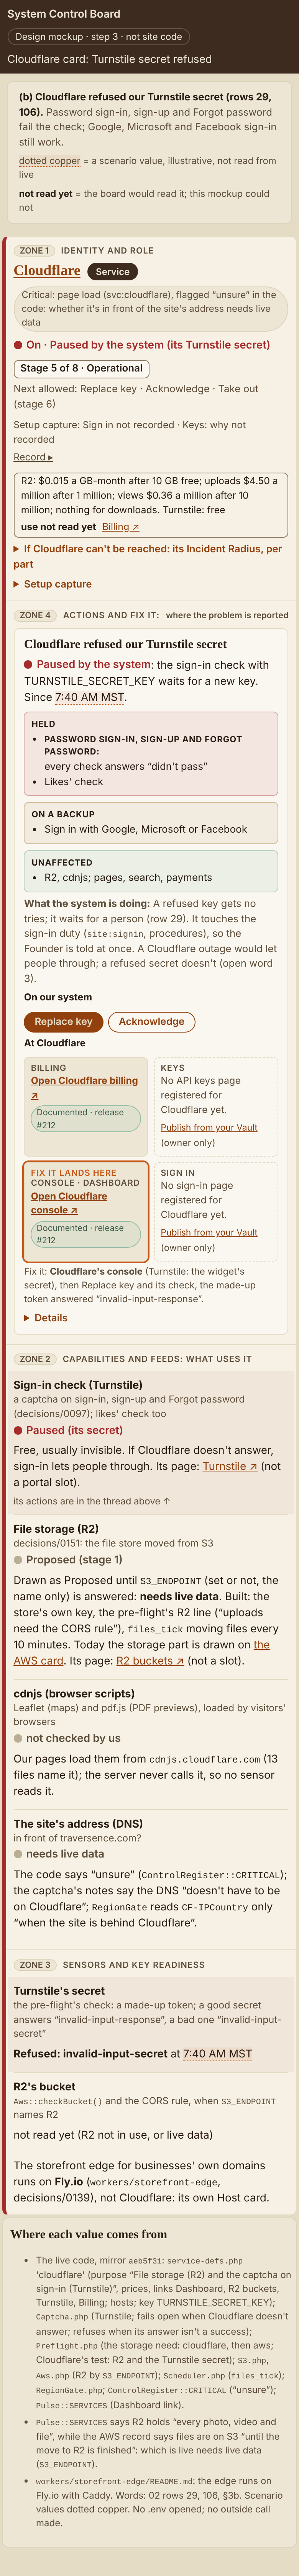 System Control Board
Design mockup · step 3 · not site code
Cloudflare card: Turnstile secret refused
(b) Cloudflare refused our Turnstile secret (rows 29,
106). Password sign-in, sign-up and Forgot password
fail the check; Google, Microsoft and Facebook sign-in
still work.
dotted copper = a scenario value, illustrative, not read from
live
not read yet = the board would read it; this mockup could
not
ZONE 1 IDENTITY AND ROLE
Cloudflare Service
Critical: page load (svc:cloudflare), flagged “unsure” in the
code: whether it's in front of the site's address needs live
data
On · Paused by the system (its Turnstile secret)
Stage 5 of 8 · Operational
Next allowed: Replace key · Acknowledge · Take out
(stage 6)
Setup capture: Sign in not recorded · Keys: why not
recorded
Record ▸
R2: $0.015 a GB-month after 10 GB free; uploads $4.50 a
million after 1 million; views $0.36 a million after 10
million; nothing for downloads. Turnstile: free
use not read yet Billing ↗
▸ If Cloudflare can't be reached: its Incident Radius, per
part
▸ Setup capture
ZONE 4 ACTIONS AND FIX IT: where the problem is reported
Cloudflare refused our Turnstile secret
Paused by the system: the sign-in check with
TURNSTILE_SECRET_KEY waits for a new key.
Since 7:40 AM MST.
HELD
• PASSWORD SIGN-IN, SIGN-UP AND FORGOT
PASSWORD:
every check answers “didn't pass”
• Likes' check
ON A BACKUP
• Sign in with Google, Microsoft or Facebook
UNAFFECTED
• R2, cdnjs; pages, search, payments
What the system is doing: A refused key gets no
tries; it waits for a person (row 29). It touches the
sign-in duty (site:signin, procedures), so the
Founder is told at once. A Cloudflare outage would let
people through; a refused secret doesn't (open word
3).
On our system
Replace key Acknowledge
At Cloudflare
BILLING
Open Cloudflare billing
↗
Documented · release
#212
KEYS
No API keys page
registered for
Cloudflare yet.
Publish from your Vault
(owner only)
FIX IT LANDS HERE
CONSOLE · DASHBOARD
Open Cloudflare
console ↗
Documented · release
#212
SIGN IN
No sign-in page
registered for
Cloudflare yet.
Publish from your Vault
(owner only)
Fix it: Cloudflare's console (Turnstile: the widget's
secret), then Replace key and its check, the made-up
token answered “invalid-input-response”.
▸ Details
ZONE 2 CAPABILITIES AND FEEDS: WHAT USES IT
Sign-in check (Turnstile)
a captcha on sign-in, sign-up and Forgot password
(decisions/0097); likes' check too
Paused (its secret)
Free, usually invisible. If Cloudflare doesn't answer,
sign-in lets people through. Its page: Turnstile ↗ (not
a portal slot).
its actions are in the thread above ↑
File storage (R2)
decisions/0151: the file store moved from S3
Proposed (stage 1)
Drawn as Proposed until S3_ENDPOINT (set or not, the
name only) is answered: needs live data. Built: the
store's own key, the pre-flight's R2 line (“uploads
need the CORS rule”), files_tick moving files every
10 minutes. Today the storage part is drawn on the
AWS card. Its page: R2 buckets ↗ (not a slot).
cdnjs (browser scripts)
Leaflet (maps) and pdf.js (PDF previews), loaded by visitors'
browsers
not checked by us
Our pages load them from cdnjs.cloudflare.com (13
files name it); the server never calls it, so no sensor
reads it.
The site's address (DNS)
in front of traversence.com?
needs live data
The code says “unsure” (ControlRegister::CRITICAL);
the captcha's notes say the DNS “doesn't have to be
on Cloudflare”; RegionGate reads CF-IPCountry only
“when the site is behind Cloudflare”.
ZONE 3 SENSORS AND KEY READINESS
Turnstile's secret
the pre-flight's check: a made-up token; a good secret
answers “invalid-input-response”, a bad one “invalid-input-
secret”
Refused: invalid-input-secret at 7:40 AM MST
R2's bucket
Aws::checkBucket() and the CORS rule, when S3_ENDPOINT
names R2
not read yet (R2 not in use, or live data)
The storefront edge for businesses' own domains
runs on Fly.io (workers/storefront-edge,
decisions/0139), not Cloudflare: its own Host card.
Where each value comes from
• The live code, mirror aeb5f31: service-defs.php
'cloudflare' (purpose “File storage (R2) and the captcha
on sign-in (Turnstile)”, prices, links Dashboard, R2 buckets,
Turnstile, Billing; hosts; key TURNSTILE_SECRET_KEY);
Captcha.php (Turnstile; fails open when Cloudflare doesn't
answer; refuses when its answer isn't a success);
Preflight.php (the storage need: cloudflare, then aws;
Cloudflare's test: R2 and the Turnstile secret); S3.php,
Aws.php (R2 by S3_ENDPOINT); Scheduler.php (files_tick);
RegionGate.php; ControlRegister::CRITICAL (“unsure”);
Pulse::SERVICES (Dashboard link).
• Pulse::SERVICES says R2 holds “every photo, video and
file”, while the AWS record says files are on S3 “until the
move to R2 is finished”: which is live needs live data
(S3_ENDPOINT).
• workers/storefront-edge/README.md: the edge runs on
Fly.io with Caddy. Words: 02 rows 29, 106, §3b. Scenario
values dotted copper. No .env opened; no outside call
made.